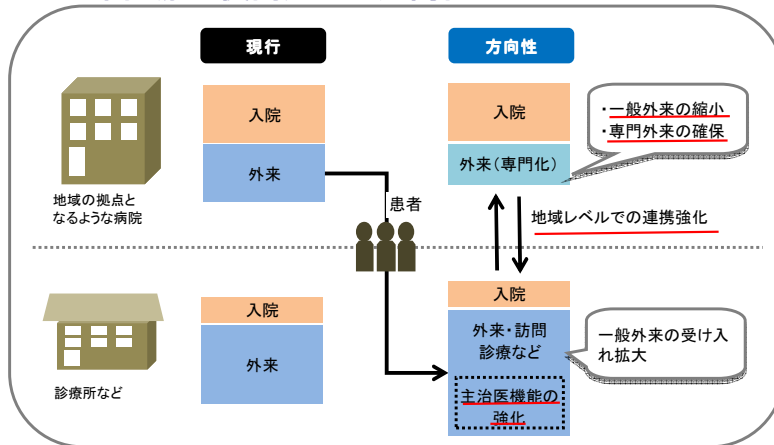 現行
方向性
入院
外来
入院
外来(専門化)
・一般外来の縮小
・専門外来の確保
地域の拠点と
なるような病院
患者
地域レベルでの連携強化
入院
外来
入院
外来・訪問
診療など
主治医機能の
強化
一般外来の受け入
れ拡大
診療所など